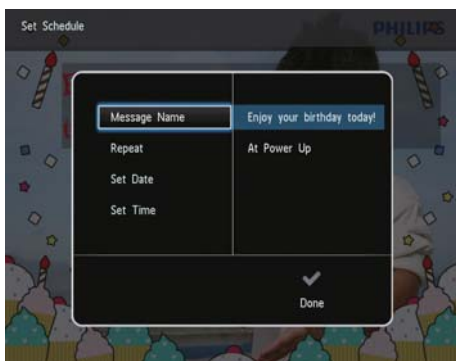 Set Schedule
PHILIPS
Message Name
Enjoy your birthday today!
Repeat
At Power Up
Set Date
Set Time
Done